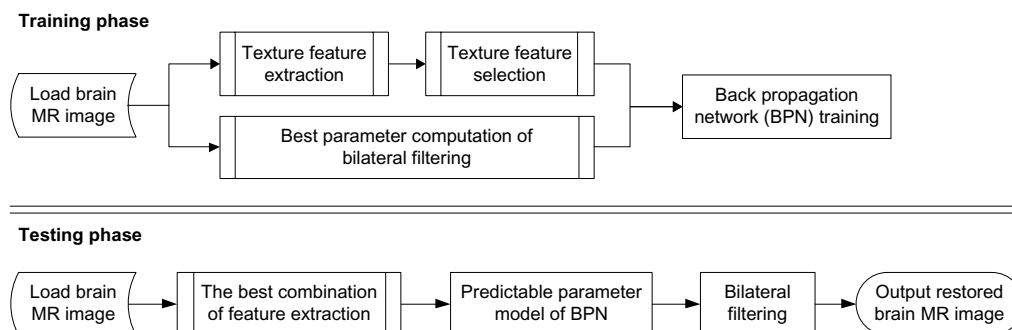 Training phase
Load brain
MR image
Texture feature
extraction
Texture feature
selection
Best parameter computation of
bilateral filtering
Back propagation
network (BPN) training
Testing phase
Load brain
MR image
The best combination
of feature extraction
Predictable parameter
model of BPN
Bilateral
filtering
Output restored
brain MR image